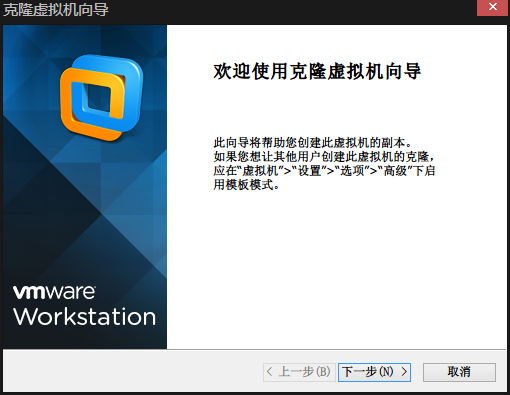 克隆虚拟机向导
欢迎使用克隆虚拟机向导
此向导将帮助您创建此虚拟机的副本。
如果您想让其他用户创建此虚拟机的克隆，
应在“虚拟机”>“设置”>“选项”>“高级”下启
用模板模式。
vmware
Workstation
< 上一步(B)
下一步(N) >
取消